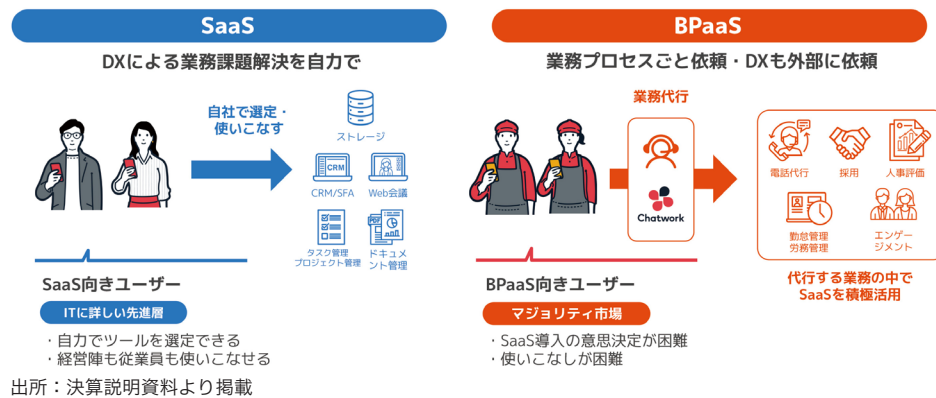 SaaS
DXによる業務課題解決を自力で
自社で選定・
使いこなす
ストレージ
CRM
CRM/SFA
Web会議
タスク管理
プロジェクト管理
PDF
ドキュメ
ント管理
SaaS向きユーザー
ITに詳しい先進層
・自力でツールを選定できる
・経営陣も従業員も使いこなせる
BPaaS
業務プロセスごと依頼・DXも外部に依頼
業務代行
Chatwork
電話代行
採用
人事評価
勤怠管理
労務管理
エンゲー
ジメント
代行する業務の中で
SaaSを積極活用
BPaaS向きユーザー
マジョリティ市場
・SaaS導入の意思決定が困難
・使いこなしが困難
出所：決算説明資料より掲載